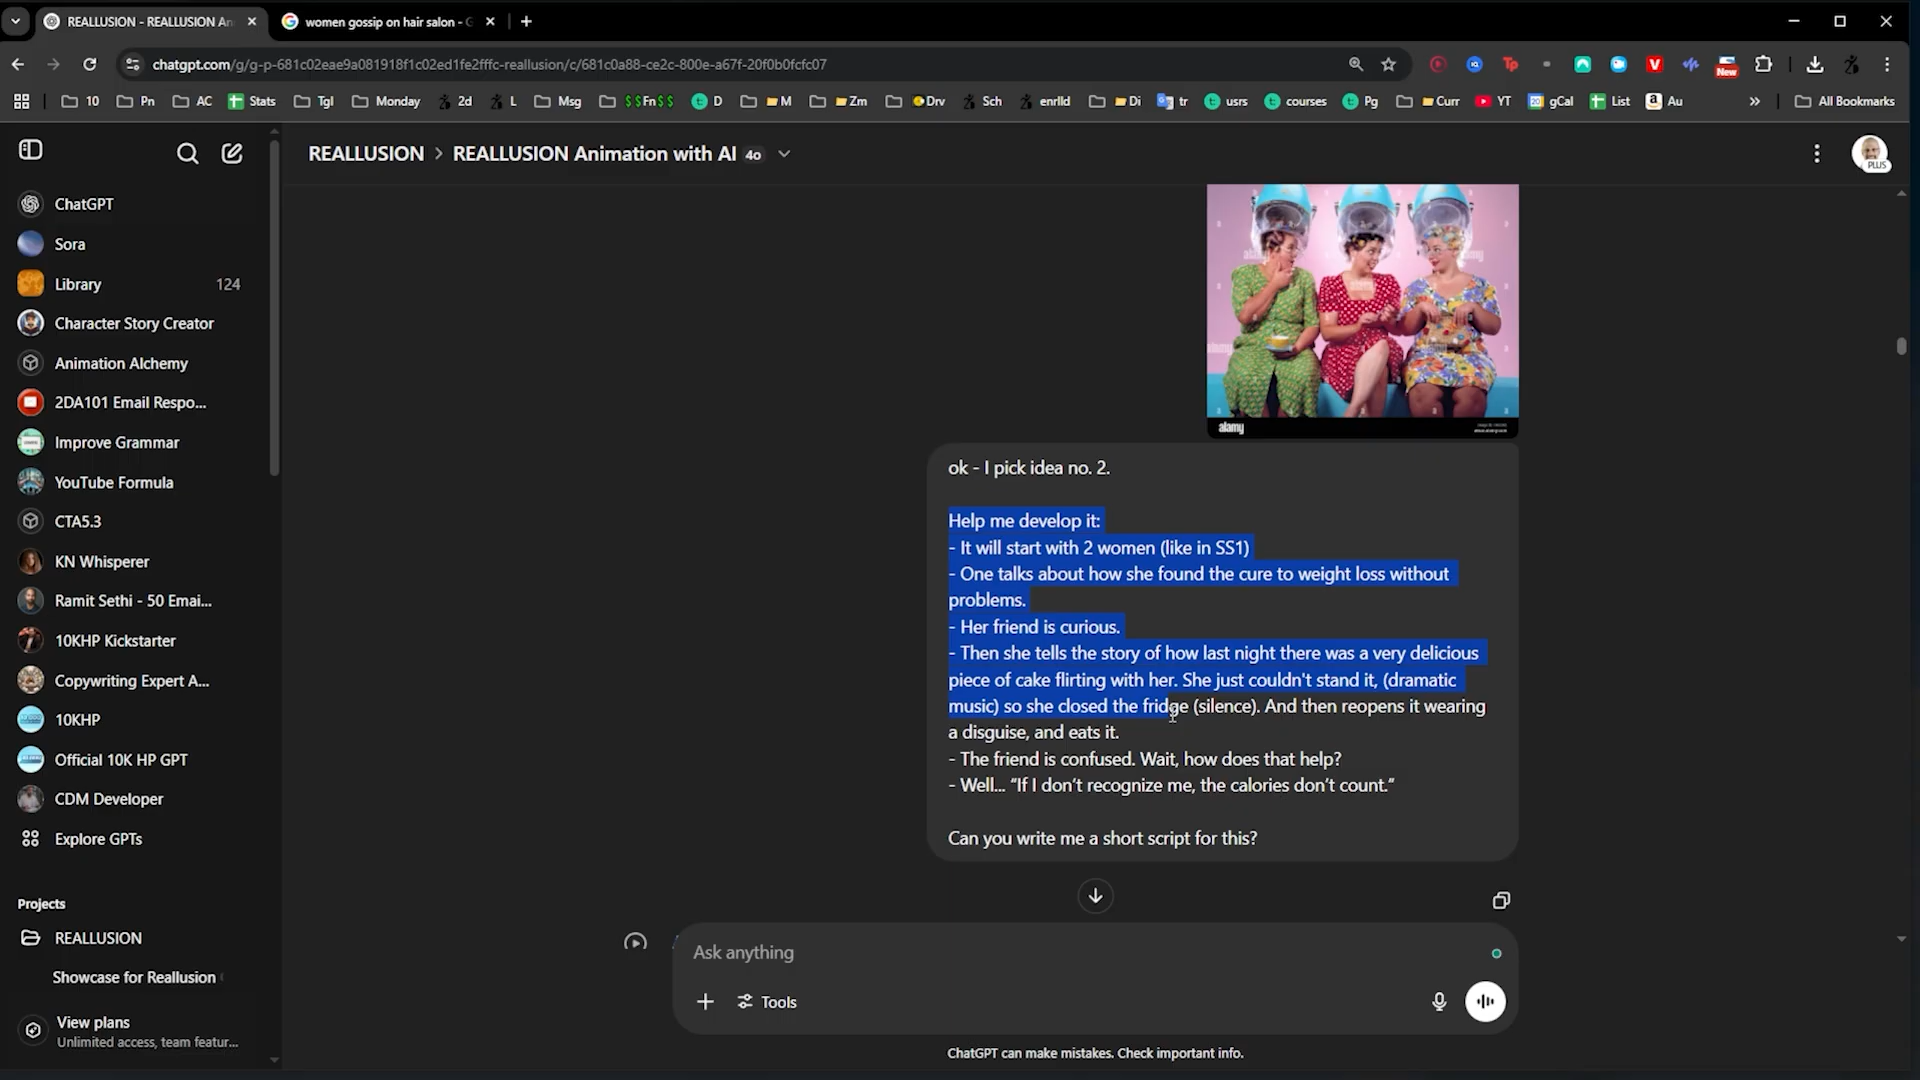 REALLUSION - REALLUSION An
women gossip on hair salon - G
chatgpt.com/g/g-p-681c02eae9a081918f1c02ed1fe2fffc-reallusion/c/681c0a88-ce2c-800e-a67f-20f0b0fcfc07
New
10
Pn
AC
Stats
Tgl
Monday
2d
L
Msg
$$Fn$$
D
M
Zm
Drv
Sch
enrlld
Di
tr
usrs
courses
Pg
Curr
YT
gCal
List
Au
All Bookmarks
REALLUSION > REALLUSION Animation with AI 4o
PLUS
ChatGPT
Sora
Library 124
Character Story Creator
Animation Alchemy
2DA101 Email Respo...
Improve Grammar
YouTube Formula
CTA5.3
KN Whisperer
Ramit Sethi - 50 Emai...
10KHP Kickstarter
Copywriting Expert A...
10KHP
Official 10K HP GPT
CDM Developer
Explore GPTs
Projects
REALLUSION
Showcase for Reallusion
View plans
Unlimited access, team featur...
alamy
ok - I pick idea no. 2.
Help me develop it:
- It will start with 2 women (like in SS1)
- One talks about how she found the cure to weight loss without
problems.
- Her friend is curious.
- Then she tells the story of how last night there was a very delicious
piece of cake flirting with her. She just couldn't stand it, (dramatic
music) so she closed the fridge (silence). And then reopens it wearing
a disguise, and eats it.
- The friend is confused. Wait, how does that help?
- Well... “If I don’t recognize me, the calories don’t count.”
Can you write me a short script for this?
Ask anything
Tools
ChatGPT can make mistakes. Check important info.